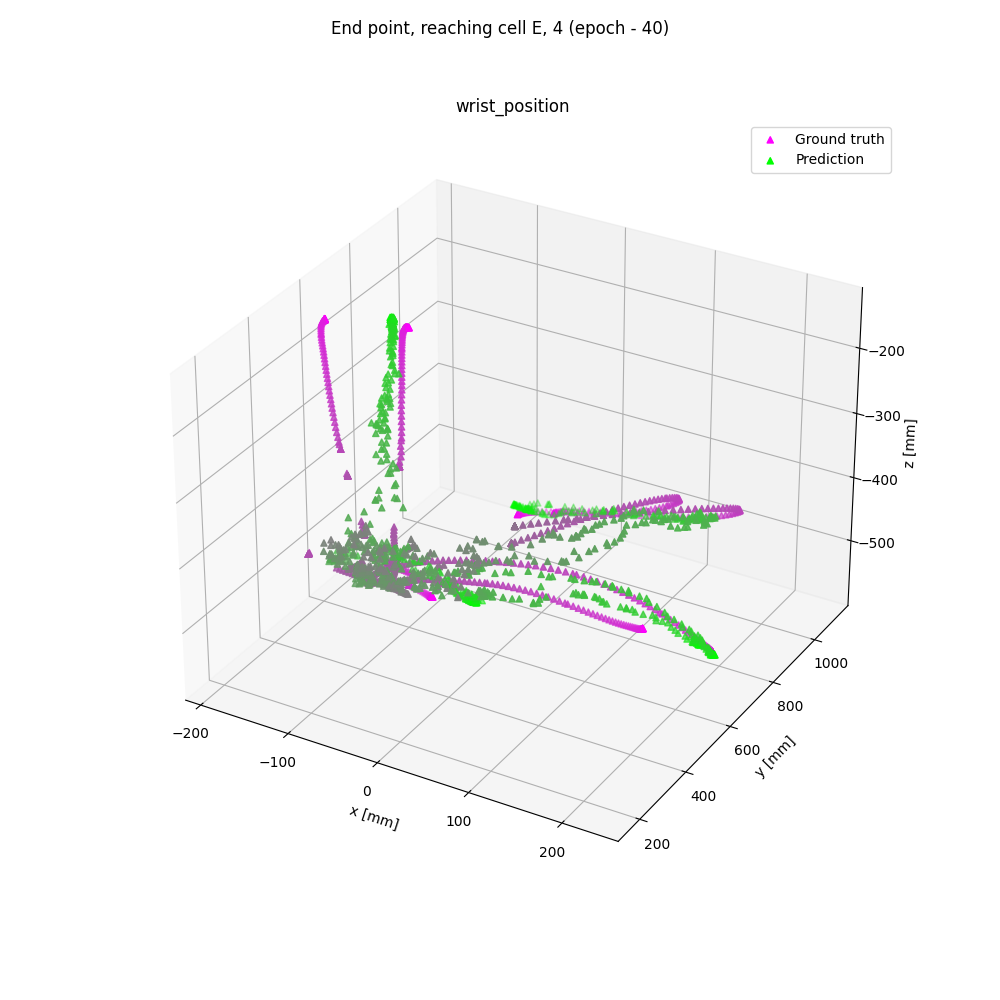 End point, reaching cell E, 4 (epoch - 40)
wrist_position
Ground truth
Prediction
−200
−300
−400
−500
z [mm]
1000
800
600
400
200
y [mm]
−200
−100
0
100
200
x [mm]